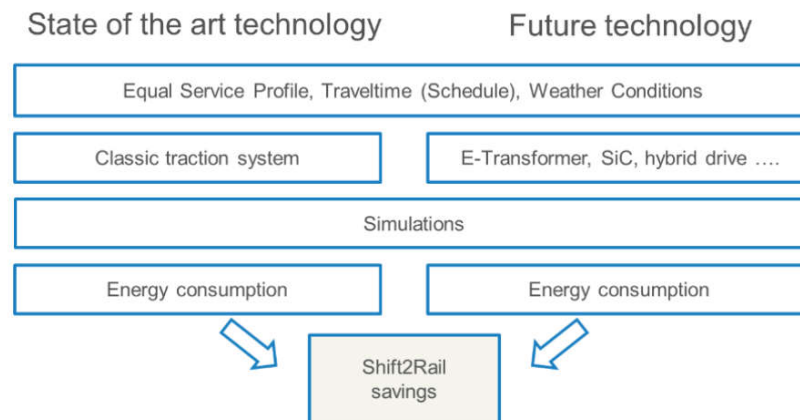 State of the art technology
Future technology
Equal Service Profile, Traveltime (Schedule), Weather Conditions
Classic traction system
E-Transformer, SiC, hybrid drive ....
Simulations
Energy consumption
Energy consumption
Shift2Rail
savings